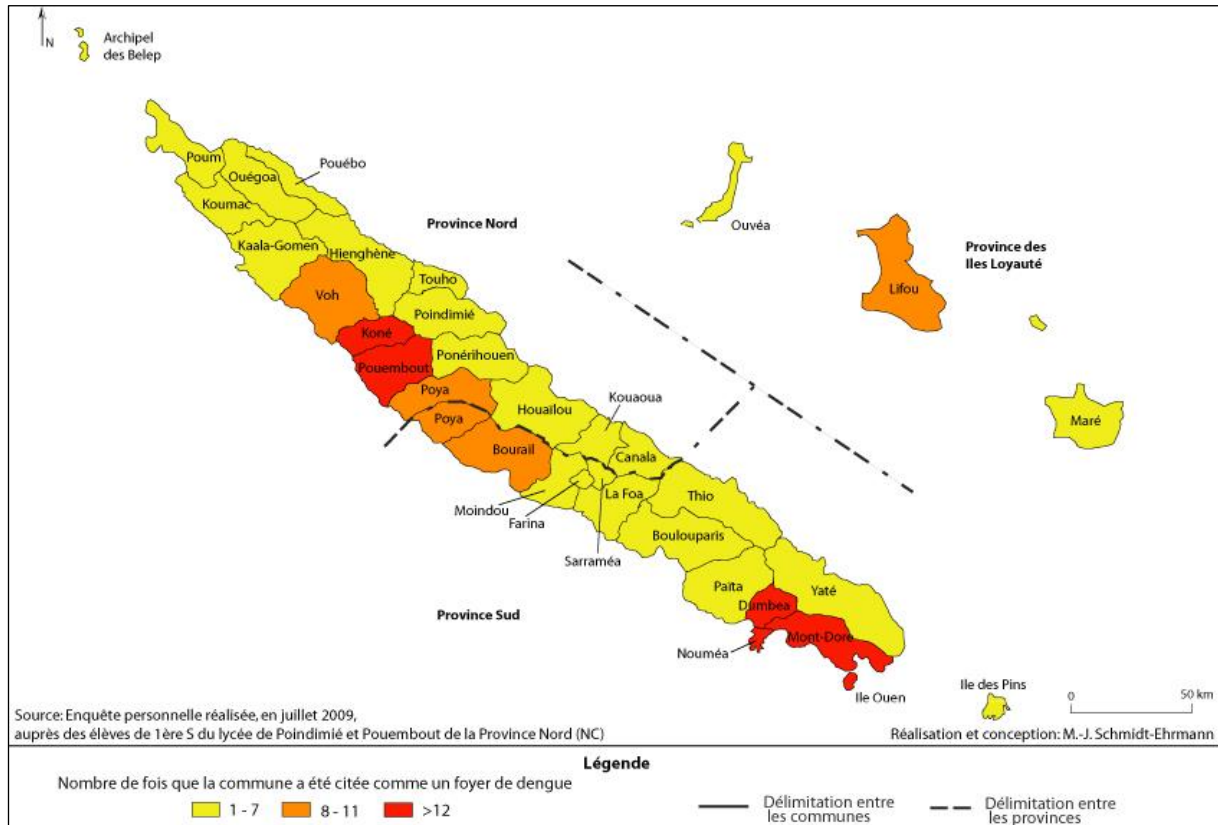 N
Archipel
des Belep
Poum
Pouébo
Ouégoa
Koumac
Ouvéa
Province Nord
Kaala-Gomen
Hienghène
Province des
Iles Loyauté
Touho
Lifou
Voh
Poindimié
Koné
Ponérihouen
Pouembout
Poya
Kouaoua
Houaïlou
Poya
Maré
Bourail
Canala
La Foa
Thio
Moindou
Farina
Boulouparis
Sarraméa
Païta
Yaté
Dumbea
Province Sud
Mont-Dore
Nouméa
Ile Ouen
Ile des Pins
0 50 km
Source: Enquête personnelle réalisée, en juillet 2009,
auprès des élèves de 1ère S du lycée de Poindimié et Pouembout de la Province Nord (NC)
Réalisation et conception: M.-J. Schmidt-Ehrmann
Légende
Nombre de fois que la commune a été citée comme un foyer de dengue
1 - 7
8 - 11
>12
Délimitation entre
les communes
Délimitation entre
les provinces